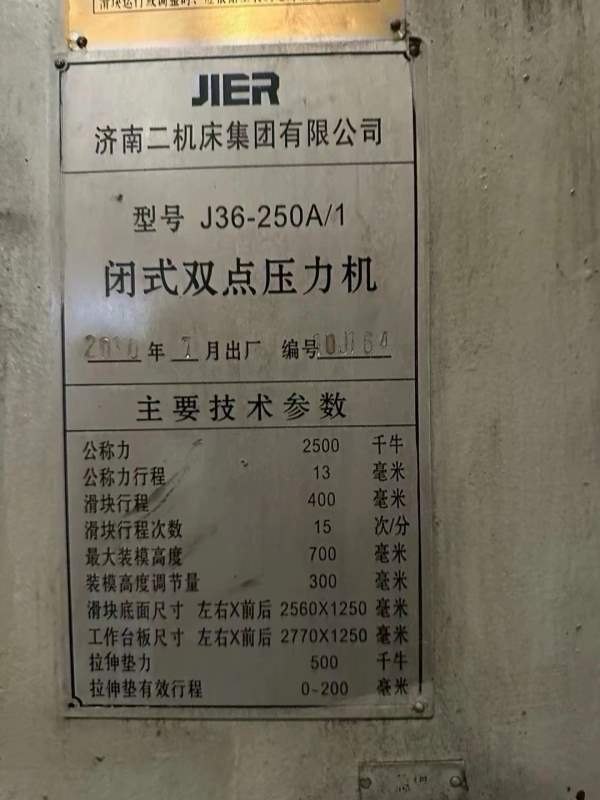 JIER
济南二机床集团有限公司
型号 J36-250A/1
闭式双点压力机
2010 年 7 月出厂 编号
主要技术参数
公称力 2500 千牛
公称力行程 13 毫米
滑块行程 400 毫米
滑块行程次数 15 次/分
最大装模高度 700 毫米
装模高度调节量 300 毫米
滑块底面尺寸 左右X前后 2560X1250 毫米
工作台板尺寸 左右X前后 2770X1250 毫米
拉伸垫力 500 千牛
拉伸垫有效行程 0~200 毫米